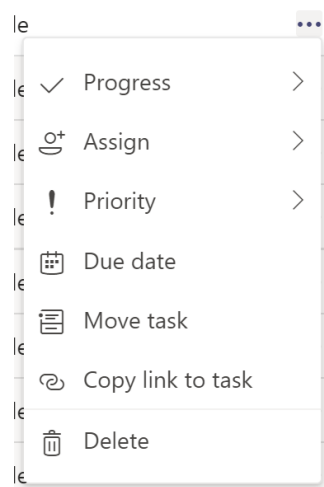 Progress
Assign
Priority
Due date
Move task
Copy link to task
Delete